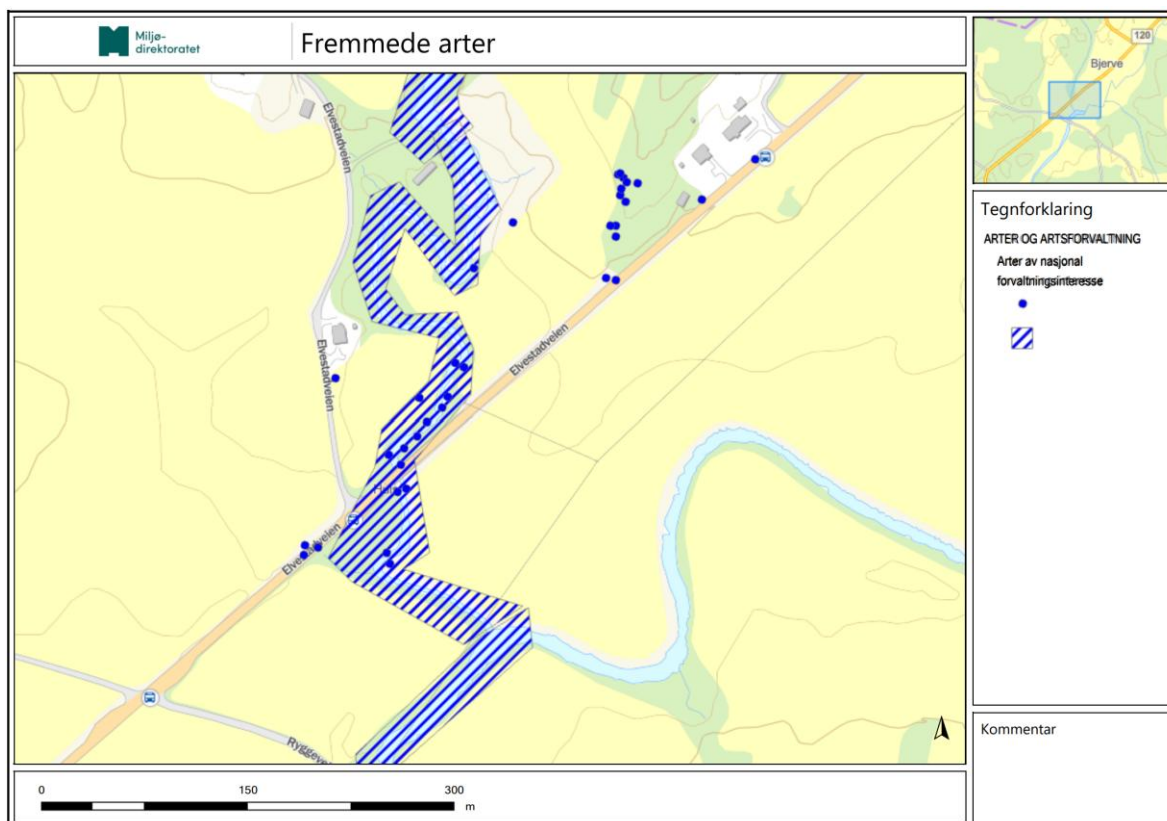 Miljø-
direktoratet
Fremmede arter
120
Bjerve
Elvestadveien
Elvestadveien
Elvestadveien
Elvestadveien
Ryggeve
Tegnforklaring
ARTER OG ARTSFORVALTNING
Arter av nasjonal
forvaltningsinteresse
Kommentar
0 150 300
m